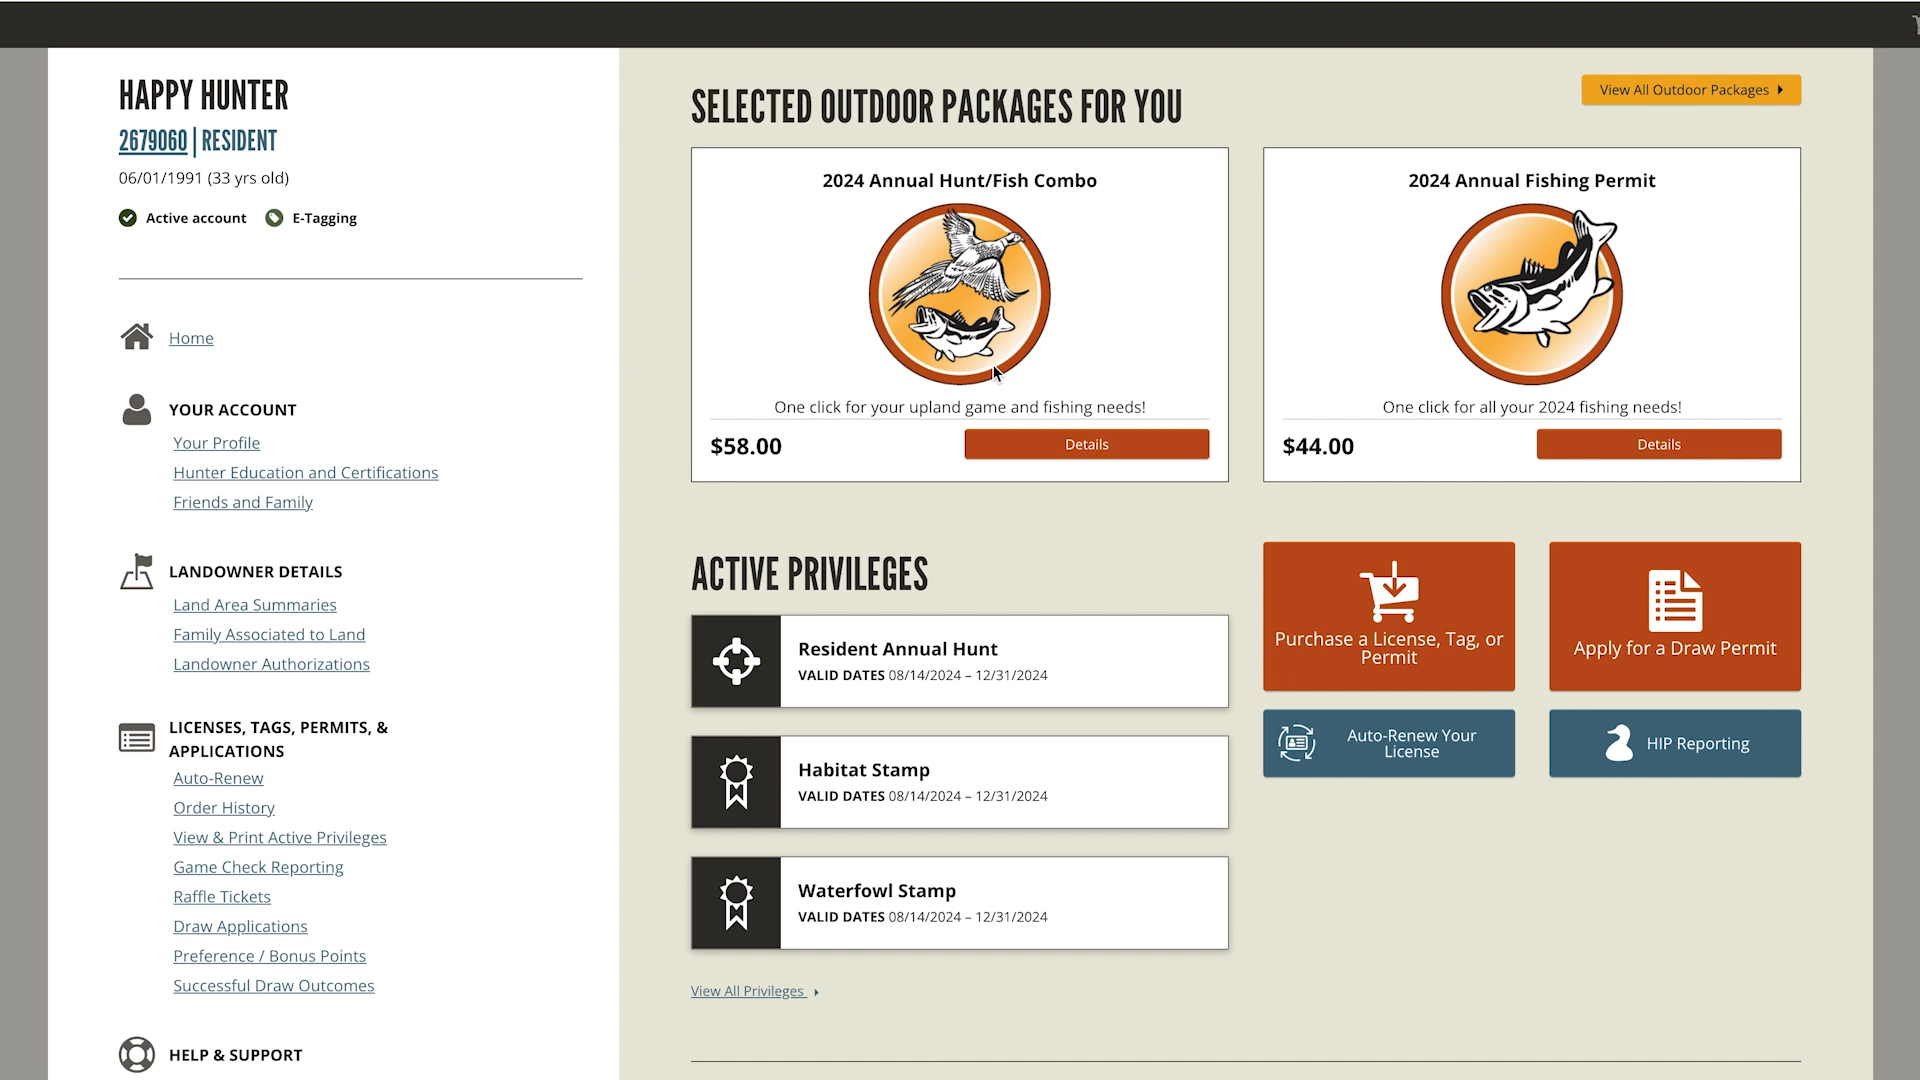 HAPPY HUNTER
2679060 | RESIDENT
06/01/1991 (33 yrs old)
Active account E-Tagging
Home
YOUR ACCOUNT
Your Profile
Hunter Education and Certifications
Friends and Family
LANDOWNER DETAILS
Land Area Summaries
Family Associated to Land
Landowner Authorizations
LICENSES, TAGS, PERMITS, &
APPLICATIONS
Auto-Renew
Order History
View & Print Active Privileges
Game Check Reporting
Raffle Tickets
Draw Applications
Preference / Bonus Points
Successful Draw Outcomes
HELP & SUPPORT
SELECTED OUTDOOR PACKAGES FOR YOU
View All Outdoor Packages
2024 Annual Hunt/Fish Combo
One click for your upland game and fishing needs!
$58.00
Details
2024 Annual Fishing Permit
One click for all your 2024 fishing needs!
$44.00
Details
ACTIVE PRIVILEGES
Resident Annual Hunt
VALID DATES 08/14/2024 – 12/31/2024
Habitat Stamp
VALID DATES 08/14/2024 – 12/31/2024
Waterfowl Stamp
VALID DATES 08/14/2024 – 12/31/2024
View All Privileges
Purchase a License, Tag, or
Permit
Apply for a Draw Permit
Auto-Renew Your
License
HIP Reporting